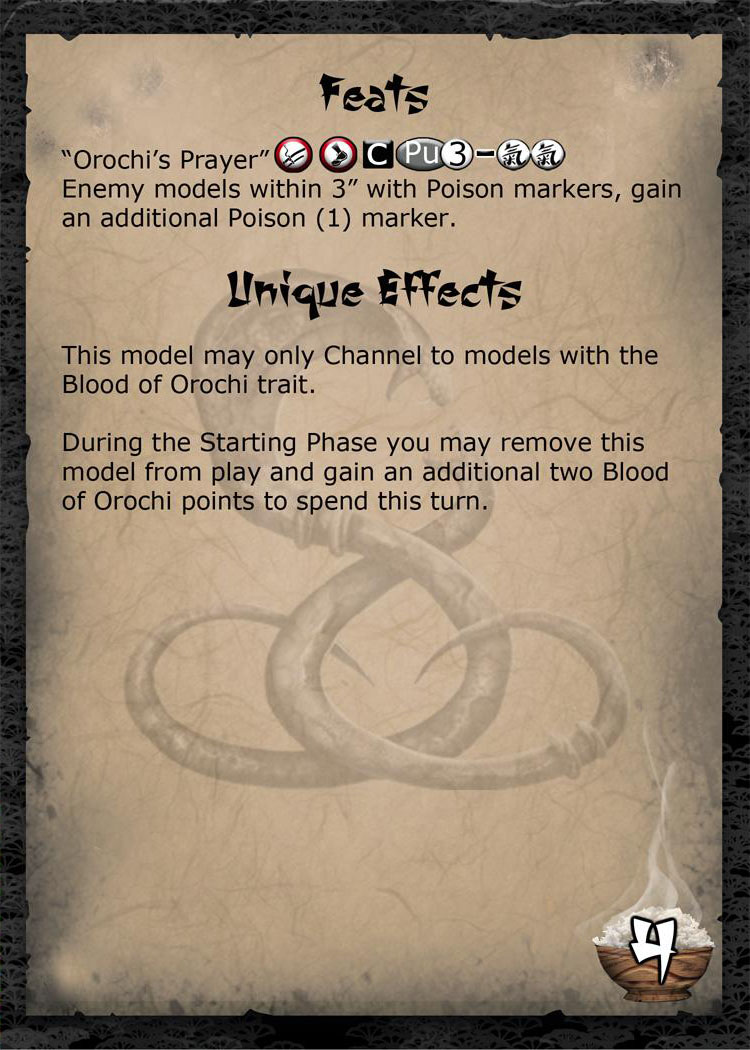 Feats
“Orochi’s Prayer” C Pu 3 - 氣 氣
Enemy models within 3” with Poison markers, gain
an additional Poison (1) marker.
Unique Effects
This model may only Channel to models with the
Blood of Orochi trait.
During the Starting Phase you may remove this
model from play and gain an additional two Blood
of Orochi points to spend this turn.
4